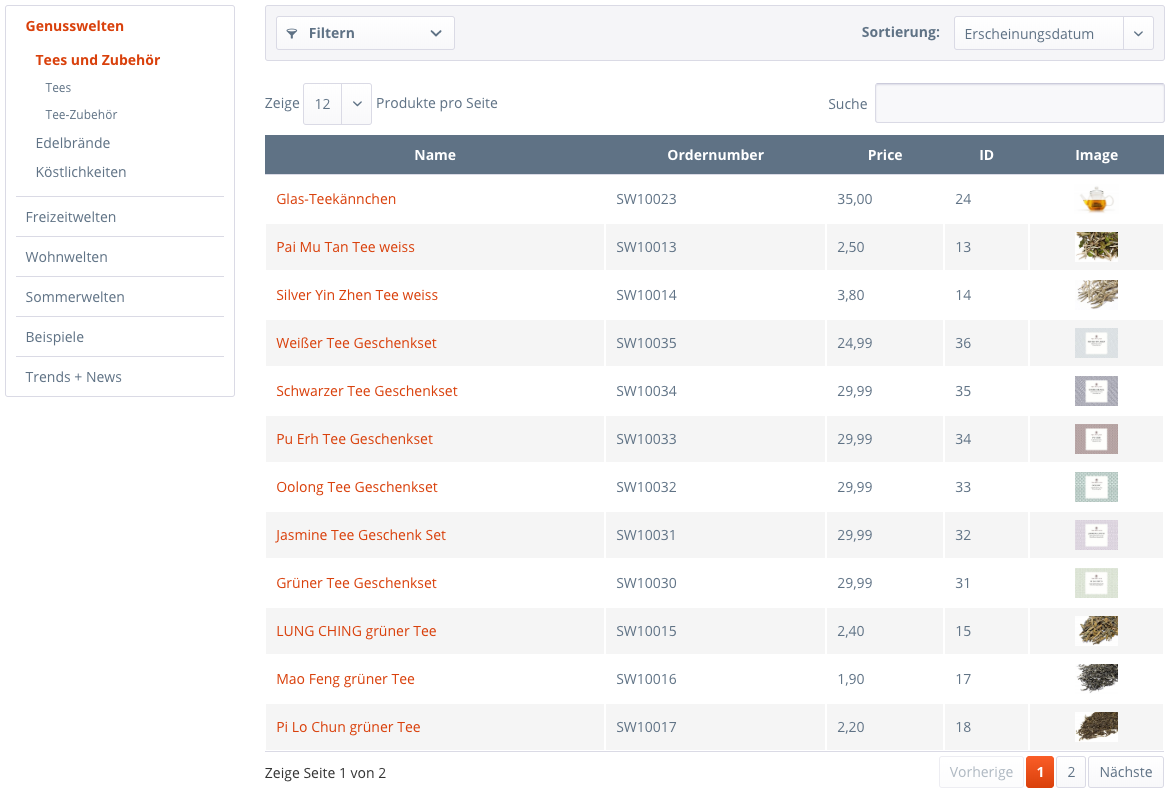 Genusswelten
Tees und Zubehör
Tees
Tee-Zubehör
Edelbrände
Köstlichkeiten
Freizeitwelten
Wohnwelten
Sommerwelten
Beispiele
Trends + News
Filtern
Sortierung: Erscheinungsdatum
Zeige 12 Produkte pro Seite
Suche
Name Ordernumber Price ID Image
Glas-Teekännchen SW10023 35,00 24
Pai Mu Tan Tee weiss SW10013 2,50 13
Silver Yin Zhen Tee weiss SW10014 3,80 14
Weißer Tee Geschenkset SW10035 24,99 36
Schwarzer Tee Geschenkset SW10034 29,99 35
Pu Erh Tee Geschenkset SW10033 29,99 34
Oolong Tee Geschenkset SW10032 29,99 33
Jasmine Tee Geschenk Set SW10031 29,99 32
Grüner Tee Geschenkset SW10030 29,99 31
LUNG CHING grüner Tee SW10015 2,40 15
Mao Feng grüner Tee SW10016 1,90 17
Pi Lo Chun grüner Tee SW10017 2,20 18
Zeige Seite 1 von 2
Vorherige 1 2 Nächste